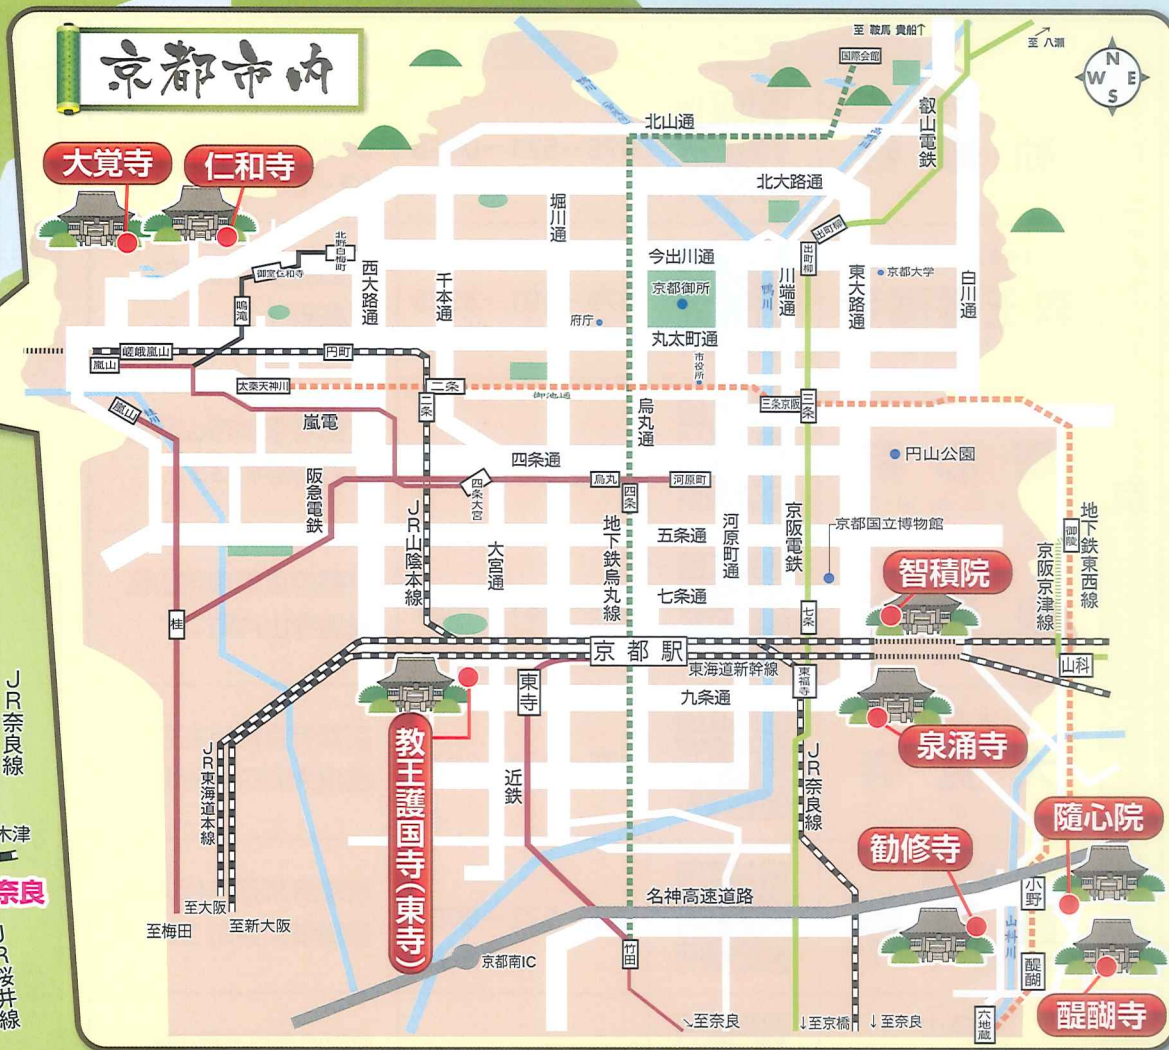 京都市内
至 鞍馬 貴船↑
至 八瀬
N
W E
S
国際会館
叡山電鉄
北山通
北大路通
大覚寺
仁和寺
堀川通
北野白梅町
御室仁和寺
鳴滝
西大路通
千本通
今出川通
京都御所
府庁
丸太町通
市役所
鴨川
川端通
出町柳
出町柳
東大路通
京都大学
白川通
嵯峨嵐山
嵐山
円町
太秦天神川
二条
二条
御池通
烏丸通
三条京阪
三条
嵐山
桂川
嵐電
四条通
円山公園
阪急電鉄
四条大宮
烏丸
四条
河原町
JR山陰本線
大宮通
地下鉄烏丸線
五条通
七条通
河原町通
京阪電鉄
京都国立博物館
智積院
御陵
地下鉄東西線
京阪京津線
桂
京都駅
七条
東海道新幹線
東福寺
山科
東寺
九条通
泉涌寺
教王護国寺(東寺)
近鉄
JR東海道本線
JR奈良線
隨心院
勧修寺
小野
名神高速道路
山科川
醍醐
醍醐寺
六地蔵
至大阪
至梅田
至新大阪
京都南IC
竹田
↘至奈良
↓至京橋
↓至奈良
JR奈良線
木津
奈良
JR桜井線